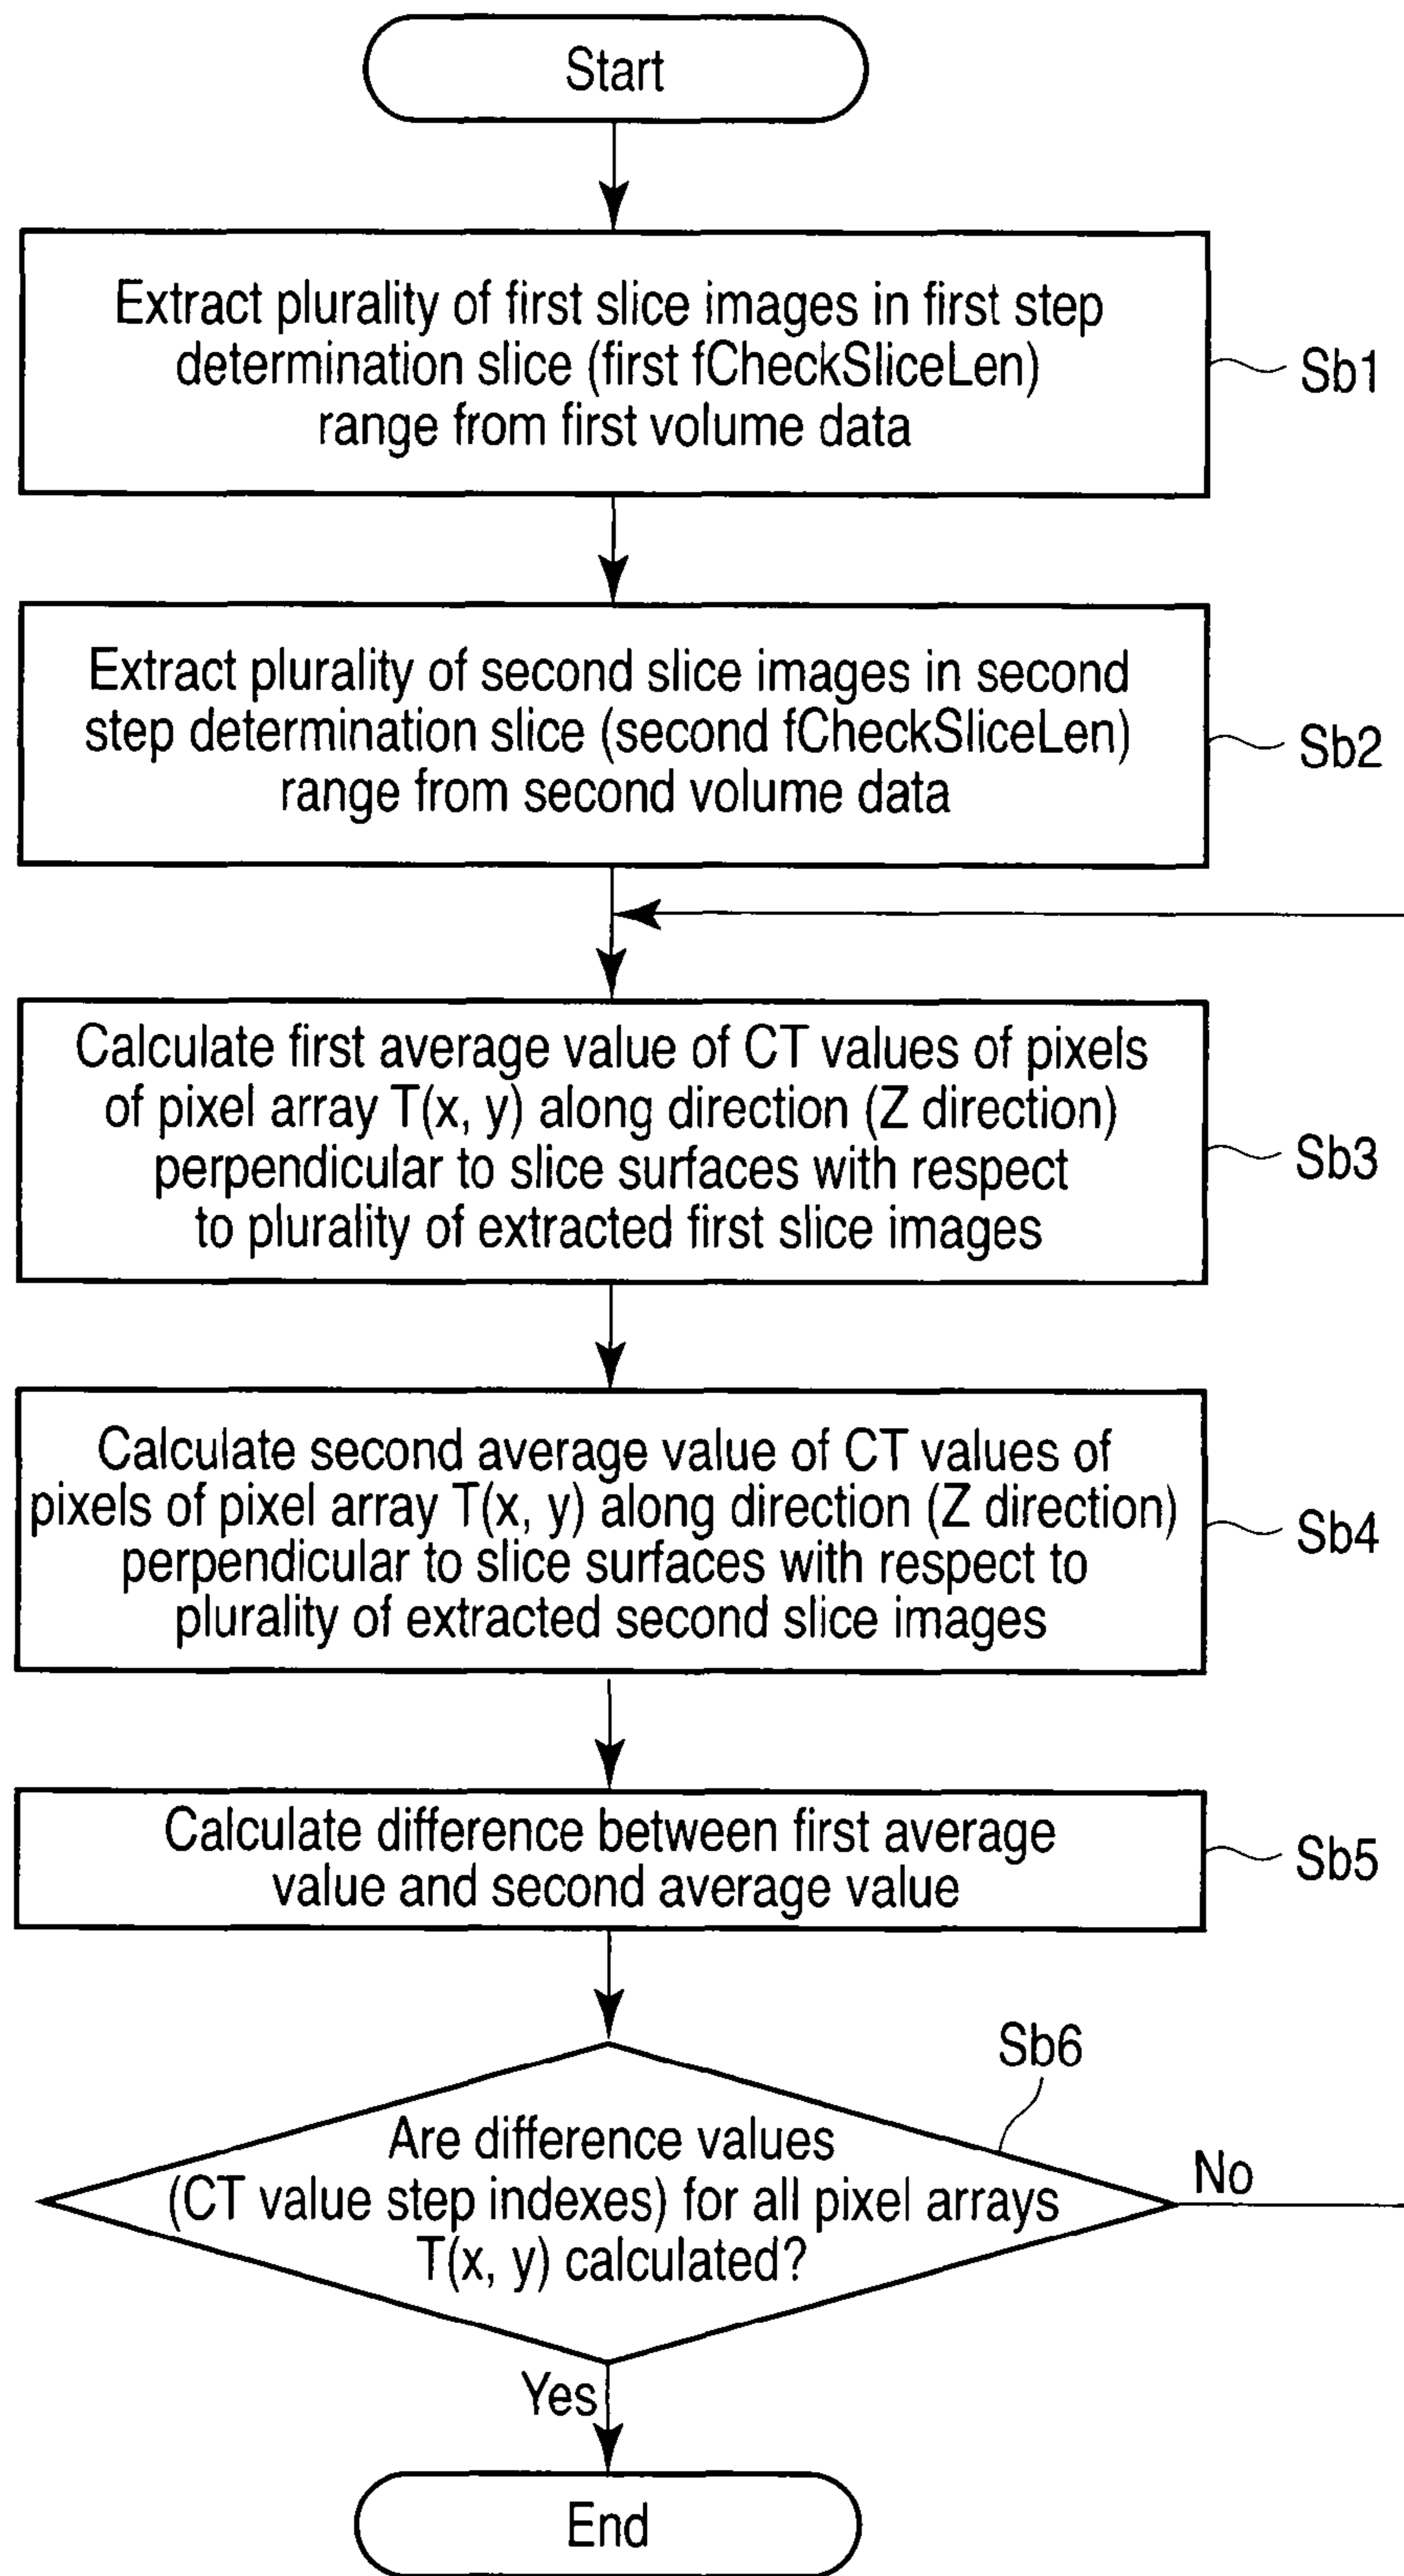 Start
Extract plurality of first slice images in first step
determination slice (first fCheckSliceLen)
range from first volume data
Sb1
Extract plurality of second slice images in second
step determination slice (second fCheckSliceLen)
range from second volume data
Sb2
Calculate first average value of CT values of pixels
of pixel array T(x, y) along direction (Z direction)
perpendicular to slice surfaces with respect
to plurality of extracted first slice images
Sb3
Calculate second average value of CT values of
pixels of pixel array T(x, y) along direction (Z direction)
perpendicular to slice surfaces with respect to
plurality of extracted second slice images
Sb4
Calculate difference between first average
value and second average value
Sb5
Sb6
Are difference values
(CT value step indexes) for all pixel arrays
T(x, y) calculated?
No
Yes
End